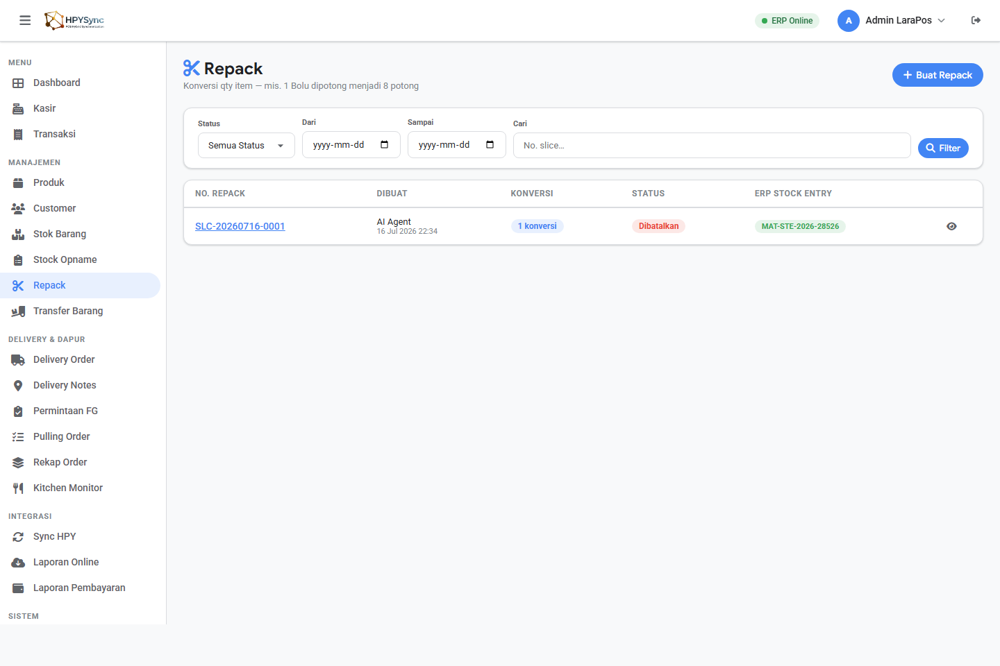 HPYSync
POS Hybrid Synchronization
ERP Online
A
Admin LaraPos
MENU
Dashboard
Kasir
Transaksi
MANAJEMEN
Produk
Customer
Stok Barang
Stock Opname
Repack
Transfer Barang
DELIVERY & DAPUR
Delivery Order
Delivery Notes
Permintaan FG
Pulling Order
Rekap Order
Kitchen Monitor
INTEGRASI
Sync HPY
Laporan Online
Laporan Pembayaran
SISTEM
Repack
Konversi qty item — mis. 1 Bolu dipotong menjadi 8 potong
Buat Repack
Status
Dari
Sampai
Cari
Semua Status
yyyy-mm-dd
yyyy-mm-dd
No. slice...
Filter
NO. REPACK
DIBUAT
KONVERSI
STATUS
ERP STOCK ENTRY
SLC-20260716-0001
AI Agent
16 Jul 2026 22:34
1 konversi
Dibatalkan
MAT-STE-2026-28526